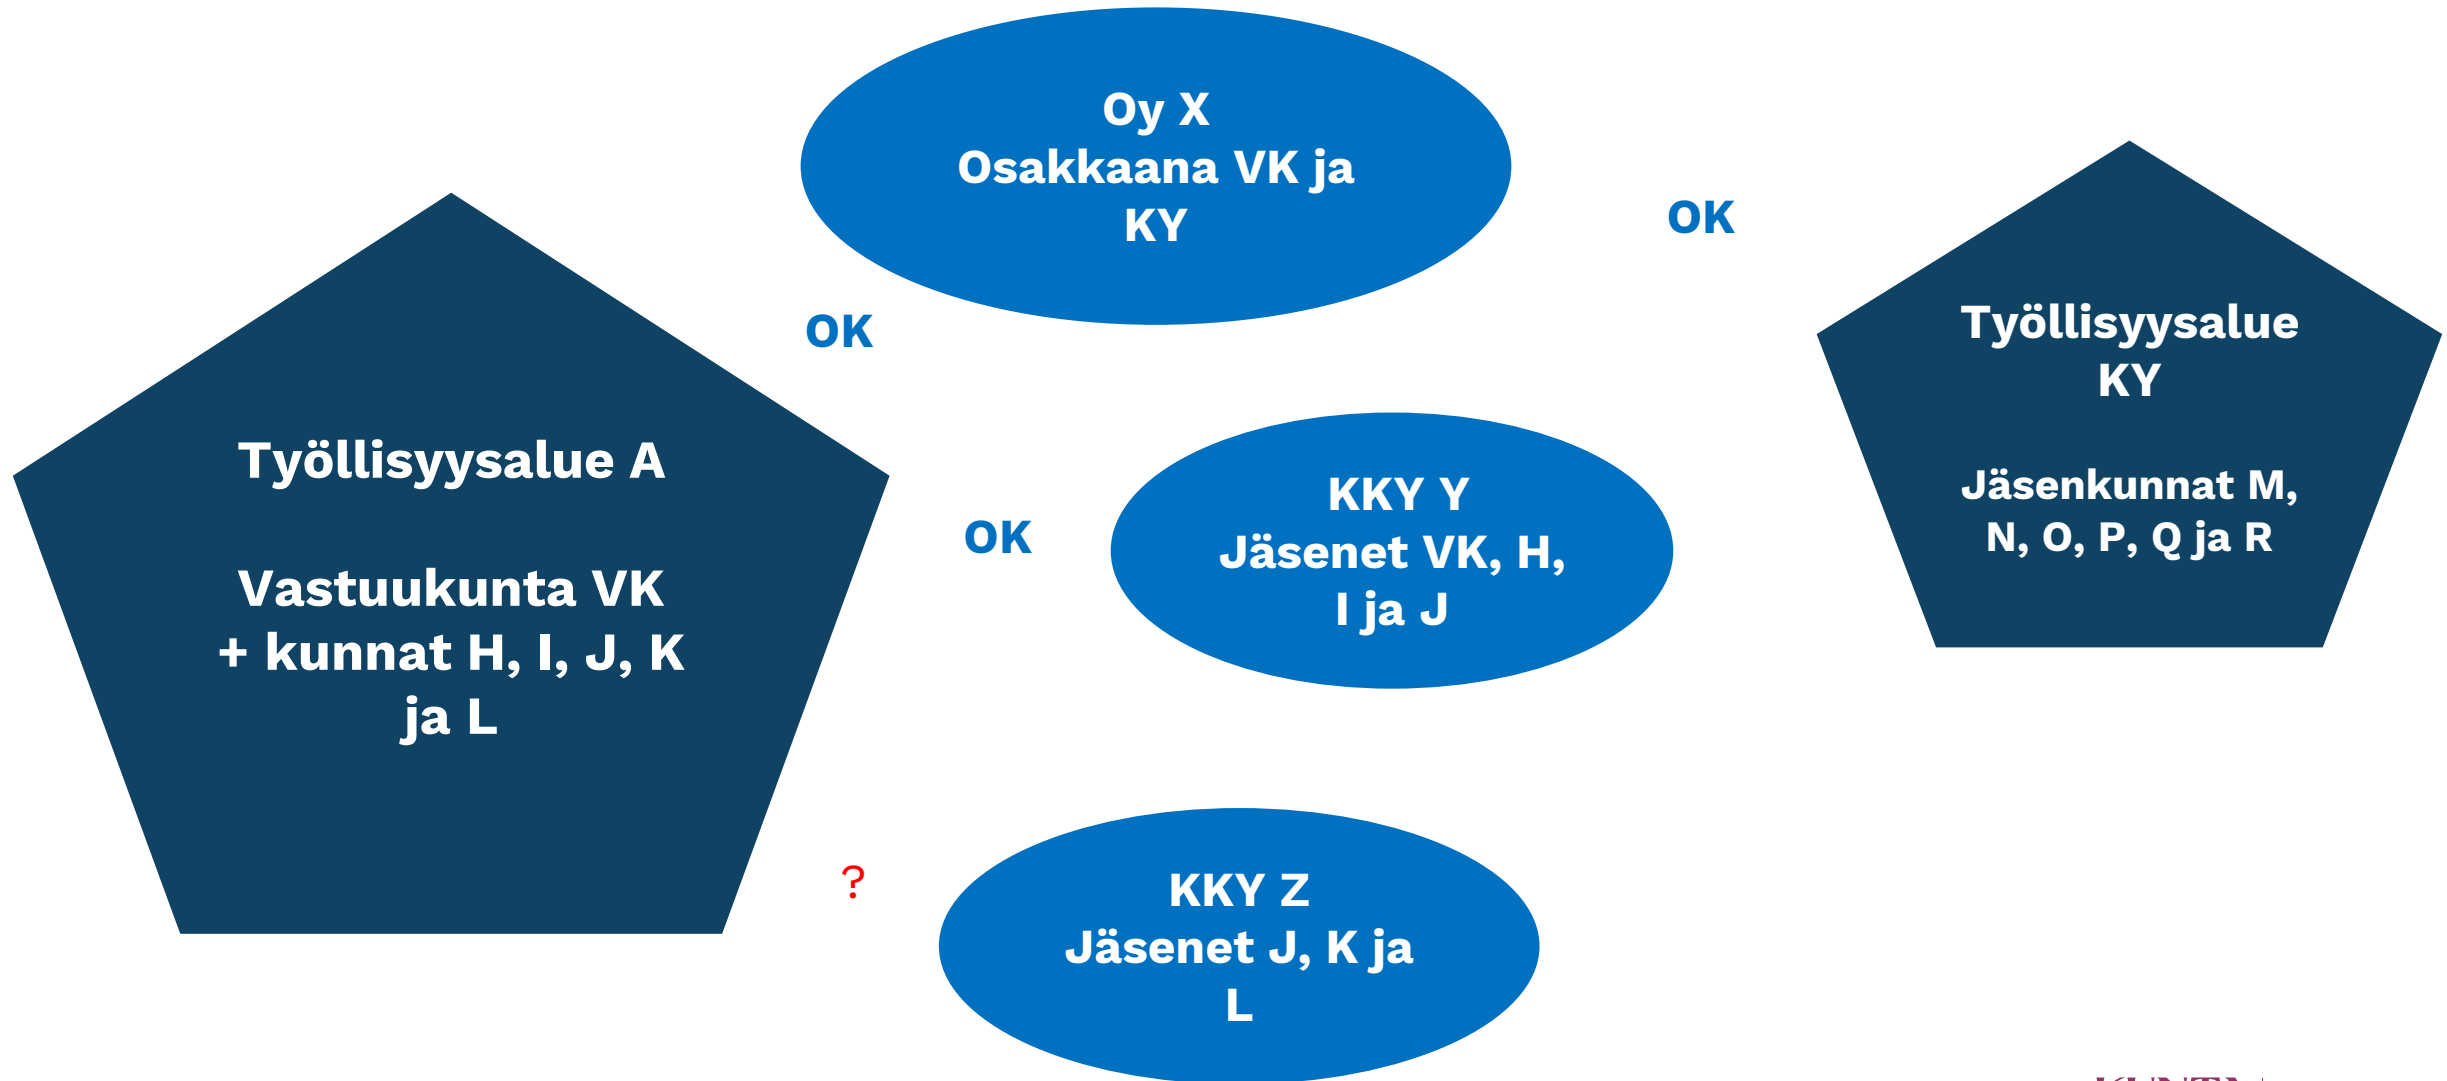 Oy X
Osakkaana VK ja
KY
OK
OK
Työllisyysalue
KY
Jäsenkunnat M,
N, O, P, Q ja R
Työllisyysalue A
Vastuukunta VK
+ kunnat H, I, J, K
ja L
OK
KKY Y
Jäsenet VK, H,
I ja J
?
KKY Z
Jäsenet J, K ja
L